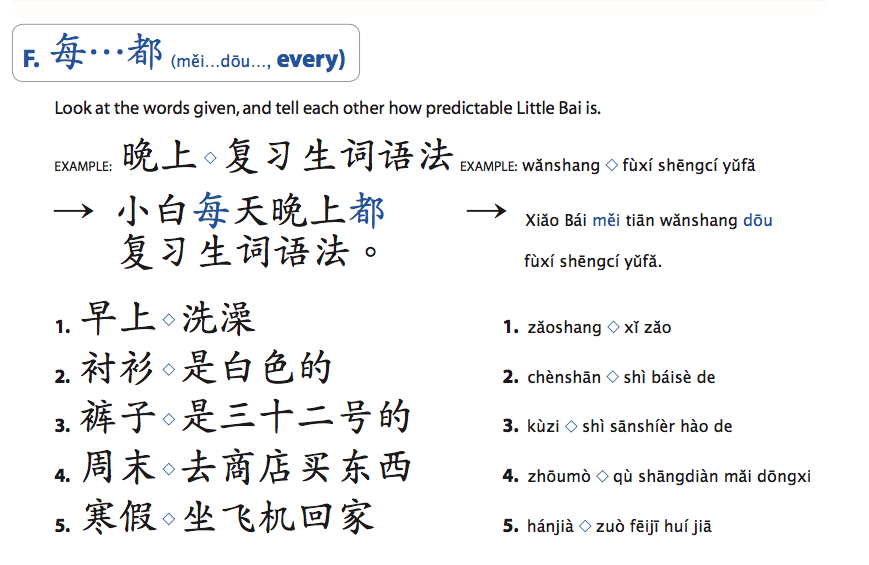 F. 每…都 (měi...dōu..., every)
Look at the words given, and tell each other how predictable Little Bai is.
EXAMPLE: 晚上 ◇ 复习生词语法 EXAMPLE: wǎnshang ◇ fùxí shēngcí yǔfǎ
→ 小白每天晚上都 → Xiǎo Bái měi tiān wǎnshang dōu
复习生词语法。 fùxí shēngcí yǔfǎ.
1. 早上 ◇ 洗澡 1. zǎoshang ◇ xǐ zǎo
2. 衬衫 ◇ 是白色的 2. chènshān ◇ shì báisè de
3. 裤子 ◇ 是三十二号的 3. kùzi ◇ shì sānshíèr hào de
4. 周末 ◇ 去商店买东西 4. zhōumò ◇ qù shāngdiàn mǎi dōngxi
5. 寒假 ◇ 坐飞机回家 5. hánjià ◇ zuò fēijī huí jiā